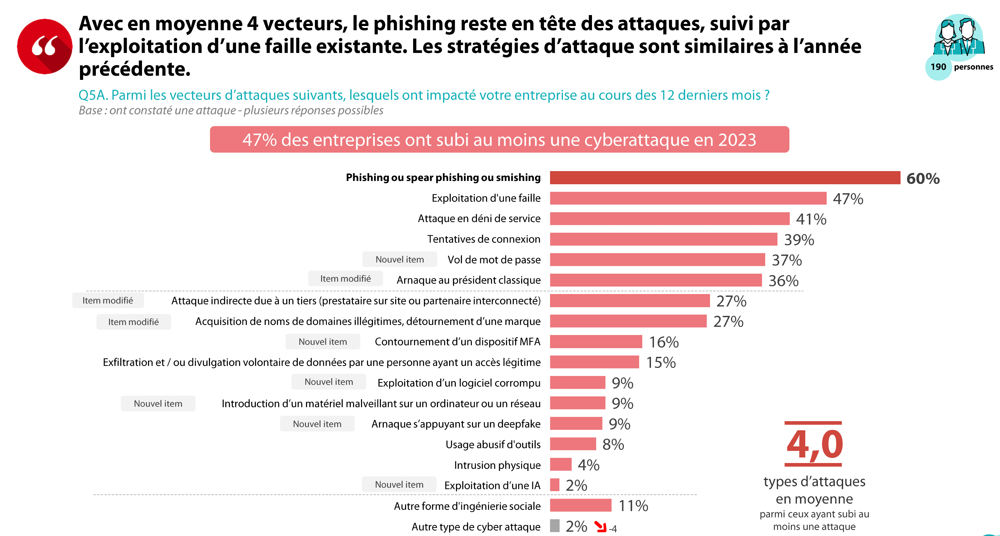 Avec en moyenne 4 vecteurs, le phishing reste en tête des attaques, suivi par
l’exploitation d’une faille existante. Les stratégies d’attaque sont similaires à l’année
précédente.
190 personnes
Q5A. Parmi les vecteurs d’attaques suivants, lesquels ont impacté votre entreprise au cours des 12 derniers mois ?
Base : ont constaté une attaque - plusieurs réponses possibles
47% des entreprises ont subi au moins une cyberattaque en 2023
Phishing ou spear phishing ou smishing 60%
Exploitation d'une faille 47%
Attaque en déni de service 41%
Tentatives de connexion 39%
Nouvel item Vol de mot de passe 37%
Item modifié Arnaque au président classique 36%
Item modifié Attaque indirecte due à un tiers (prestataire sur site ou partenaire interconnecté) 27%
Item modifié Acquisition de noms de domaines illégitimes, détournement d’une marque 27%
Nouvel item Contournement d’un dispositif MFA 16%
Exfiltration et / ou divulgation volontaire de données par une personne ayant un accès légitime 15%
Nouvel item Exploitation d’un logiciel corrompu 9%
Nouvel item Introduction d’un matériel malveillant sur un ordinateur ou un réseau 9%
Nouvel item Arnaque s’appuyant sur un deepfake 9%
Usage abusif d'outils 8%
Intrusion physique 4%
Nouvel item Exploitation d’une IA 2%
Autre forme d'ingénierie sociale 11%
Autre type de cyber attaque 2% -4
4,0
types d’attaques
en moyenne
parmi ceux ayant subi au
moins une attaque